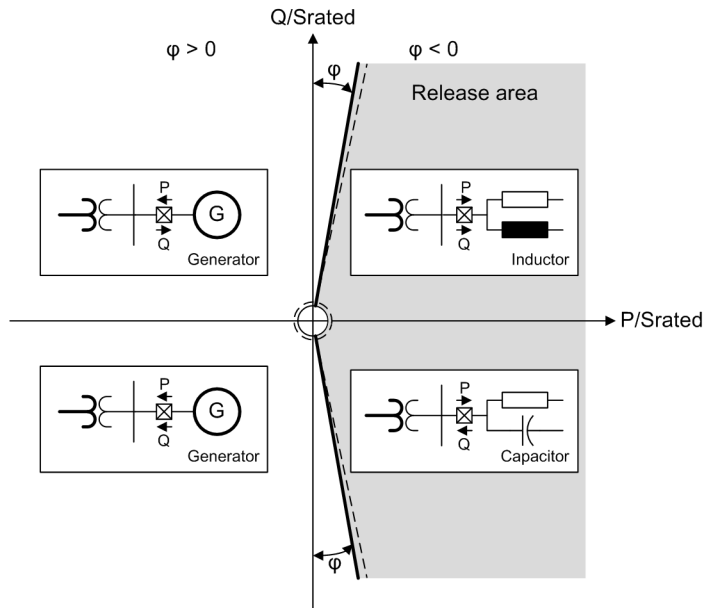 Q/Srated
φ > 0
φ < 0
φ
Release area
P
G
Q
Generator
P
Q
Inductor
P/Srated
P
G
Q
Generator
P
Q
Capacitor
φ